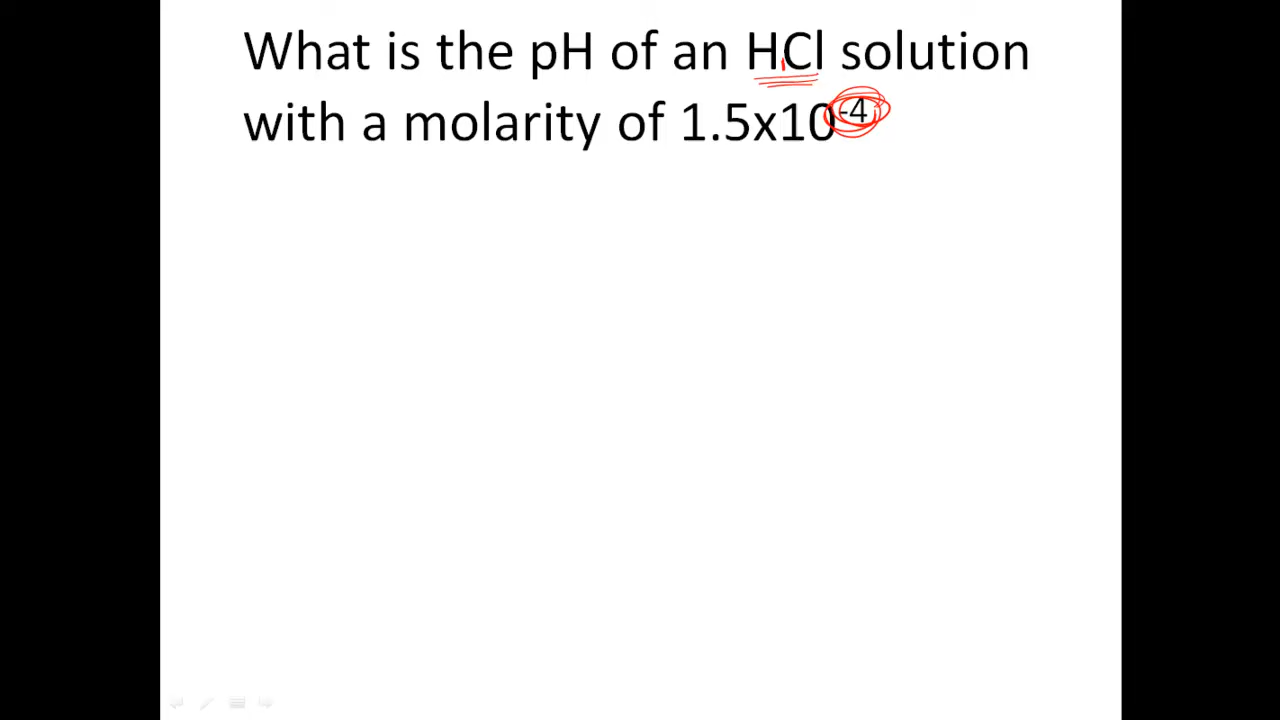 What is the pH of an HCl solution
with a molarity of 1.5x10⁻⁴